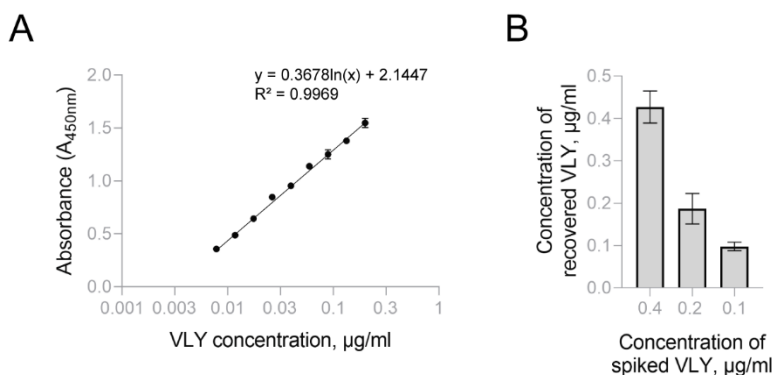 A
y = 0.3678ln(x) + 2.1447
R² = 0.9969
Absorbance (A450nm)
2.0
1.5
1.0
0.5
0.0
0.001
0.003
0.01
0.03
0.1
0.3
1
VLY concentration, µg/ml
B
Concentration of
recovered VLY, µg/ml
0.5
0.4
0.3
0.2
0.1
0.0
0.4
0.2
0.1
Concentration of
spiked VLY, µg/ml